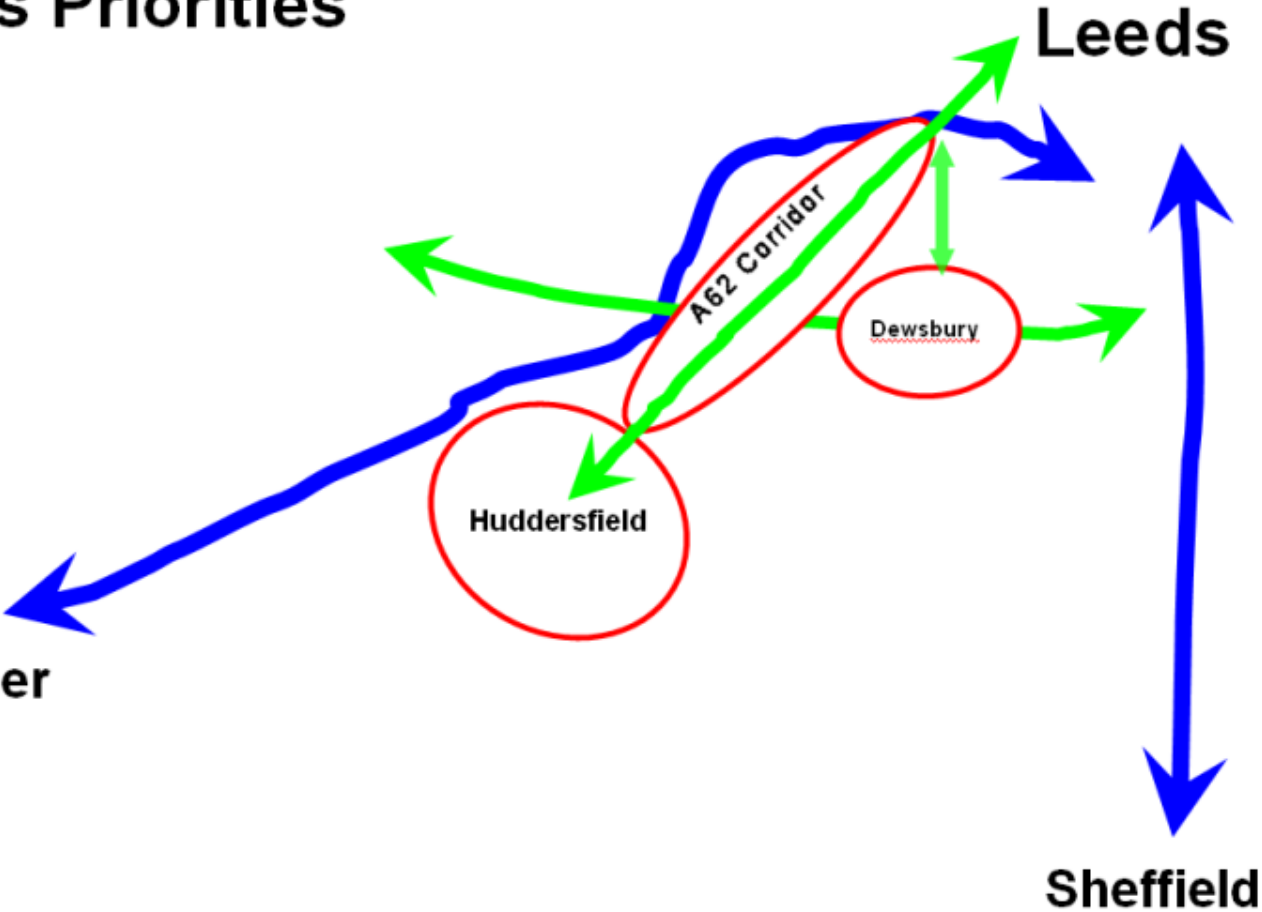 s Priorities
Leeds
A62 Corridor
Dewsbury
Huddersfield
er
Sheffield